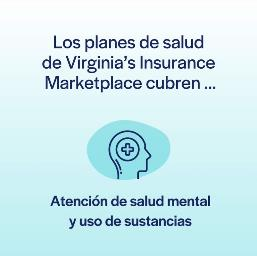 Los planes de salud
de Virginia's Insurance
Marketplace cubren ...
Atención de salud mental
y uso de sustancias